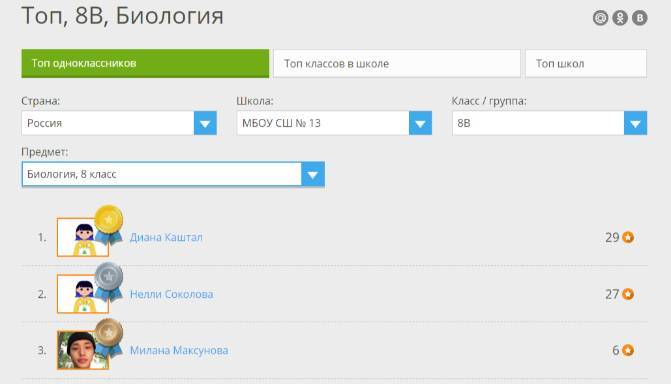 Топ, 8В, Биология
Топ одноклассников
Топ классов в школе
Топ школ
Страна:
Школа:
Класс / группа:
Россия
МБОУ СШ № 13
8В
Предмет:
Биология, 8 класс
1. Диана Каштал 29
2. Нелли Соколова 27
3. Милана Максунова 6